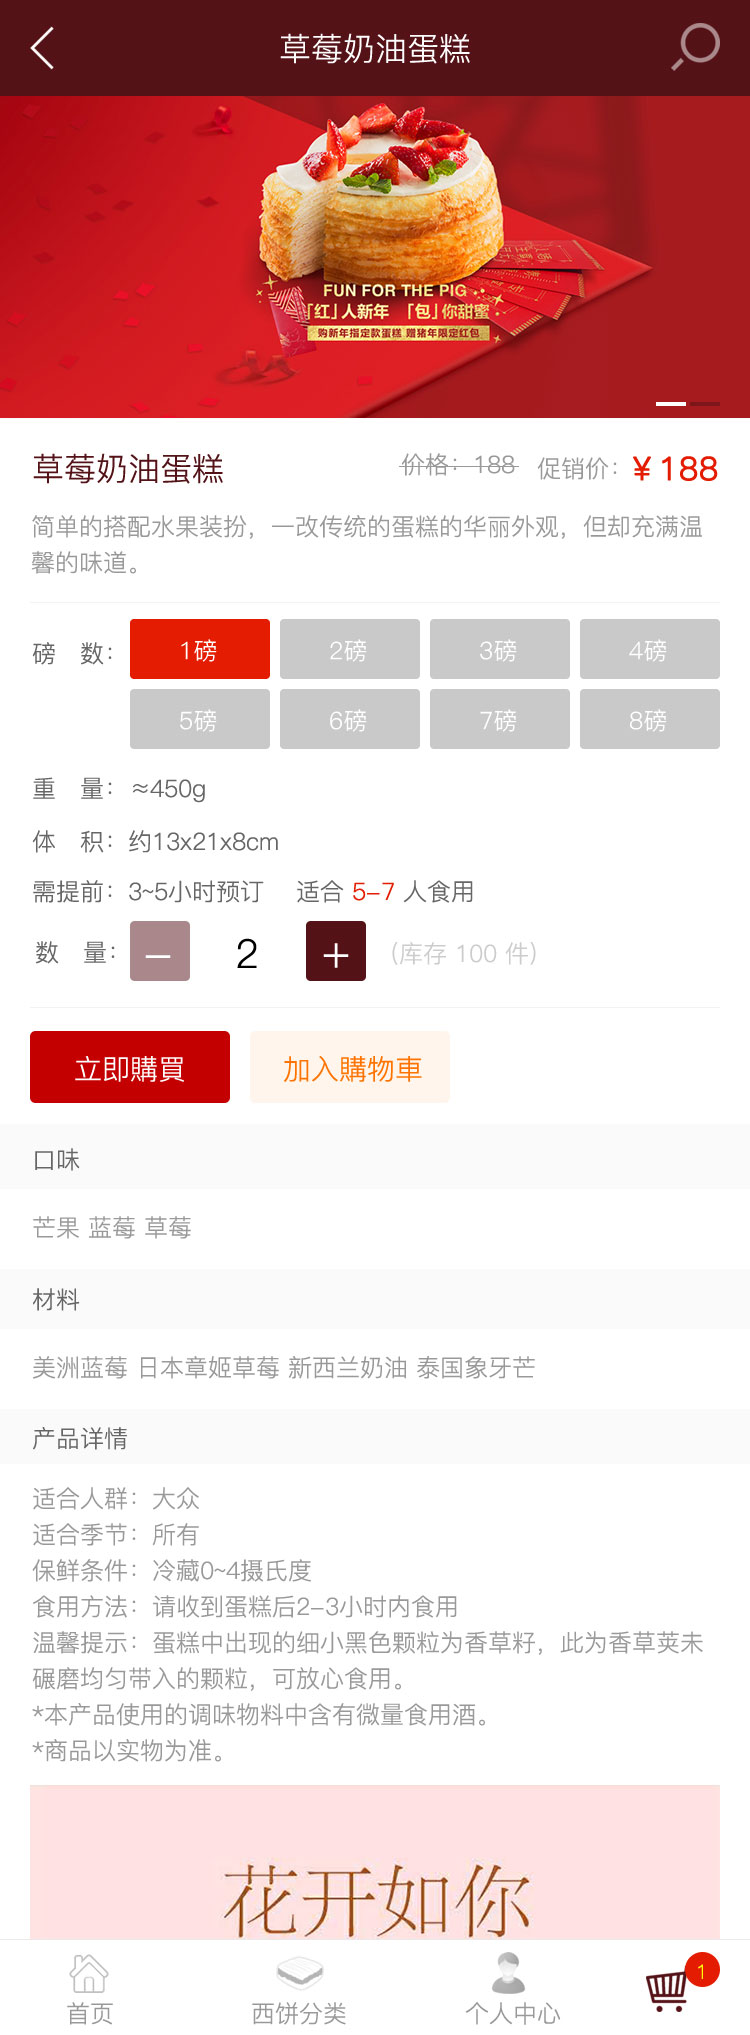 草莓奶油蛋糕
FUN FOR THE PIG
「红」人新年 「包」你甜蜜
购新年指定款蛋糕 赠猪年限定红包
草莓奶油蛋糕 价格：188 促销价：￥188
简单的搭配水果装扮，一改传统的蛋糕的华丽外观，但却充满温
馨的味道。
磅 数： 1磅 2磅 3磅 4磅
5磅 6磅 7磅 8磅
重 量：≈450g
体 积：约13x21x8cm
需提前：3~5小时预订 适合 5-7 人食用
数 量： － 2 ＋ (库存 100 件)
立即購買 加入購物車
口味
芒果 蓝莓 草莓
材料
美洲蓝莓 日本章姬草莓 新西兰奶油 泰国象牙芒
产品详情
适合人群：大众
适合季节：所有
保鲜条件：冷藏0~4摄氏度
食用方法：请收到蛋糕后2-3小时内食用
温馨提示：蛋糕中出现的细小黑色颗粒为香草籽，此为香草荚未
碾磨均匀带入的颗粒，可放心食用。
*本产品使用的调味物料中含有微量食用酒。
*商品以实物为准。
花开如你
1
首页 西饼分类 个人中心